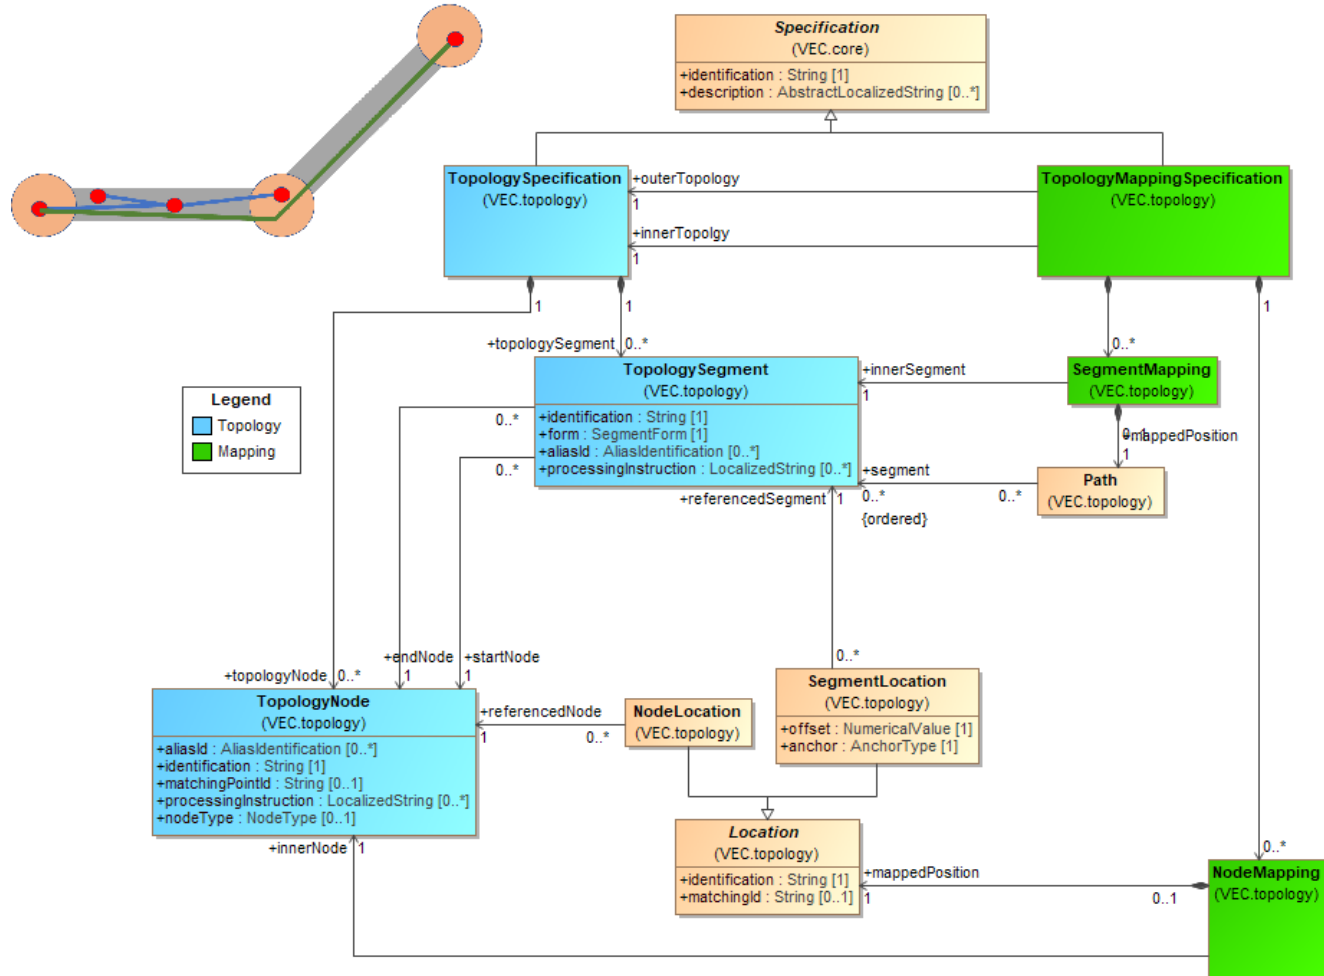 Specification
(VEC.core)
+identification : String [1]
+description : AbstractLocalizedString [0..*]
TopologySpecification
(VEC.topology)
+outerTopology
1
+innerTopolgy
1
TopologyMappingSpecification
(VEC.topology)
1
1
1
+topologySegment
0..*
0..*
TopologySegment
(VEC.topology)
+identification : String [1]
+form : SegmentForm [1]
+aliasId : AliasIdentification [0..*]
+processingInstruction : LocalizedString [0..*]
+innerSegment
1
SegmentMapping
(VEC.topology)
Legend
Topology
Mapping
0..*
0..*
+mappedPosition
1
+segment
0..*
0..*
{ordered}
Path
(VEC.topology)
+referencedSegment
1
0..*
+topologyNode
0..*
+endNode
1
+startNode
1
TopologyNode
(VEC.topology)
+aliasId : AliasIdentification [0..*]
+identification : String [1]
+matchingPointId : String [0..1]
+processingInstruction : LocalizedString [0..*]
+nodeType : NodeType [0..1]
+referencedNode
1
0..*
NodeLocation
(VEC.topology)
SegmentLocation
(VEC.topology)
+offset : NumericalValue [1]
+anchor : AnchorType [1]
+innerNode
1
Location
(VEC.topology)
+identification : String [1]
+matchingId : String [0..1]
+mappedPosition
1
0..1
0..*
NodeMapping
(VEC.topology)